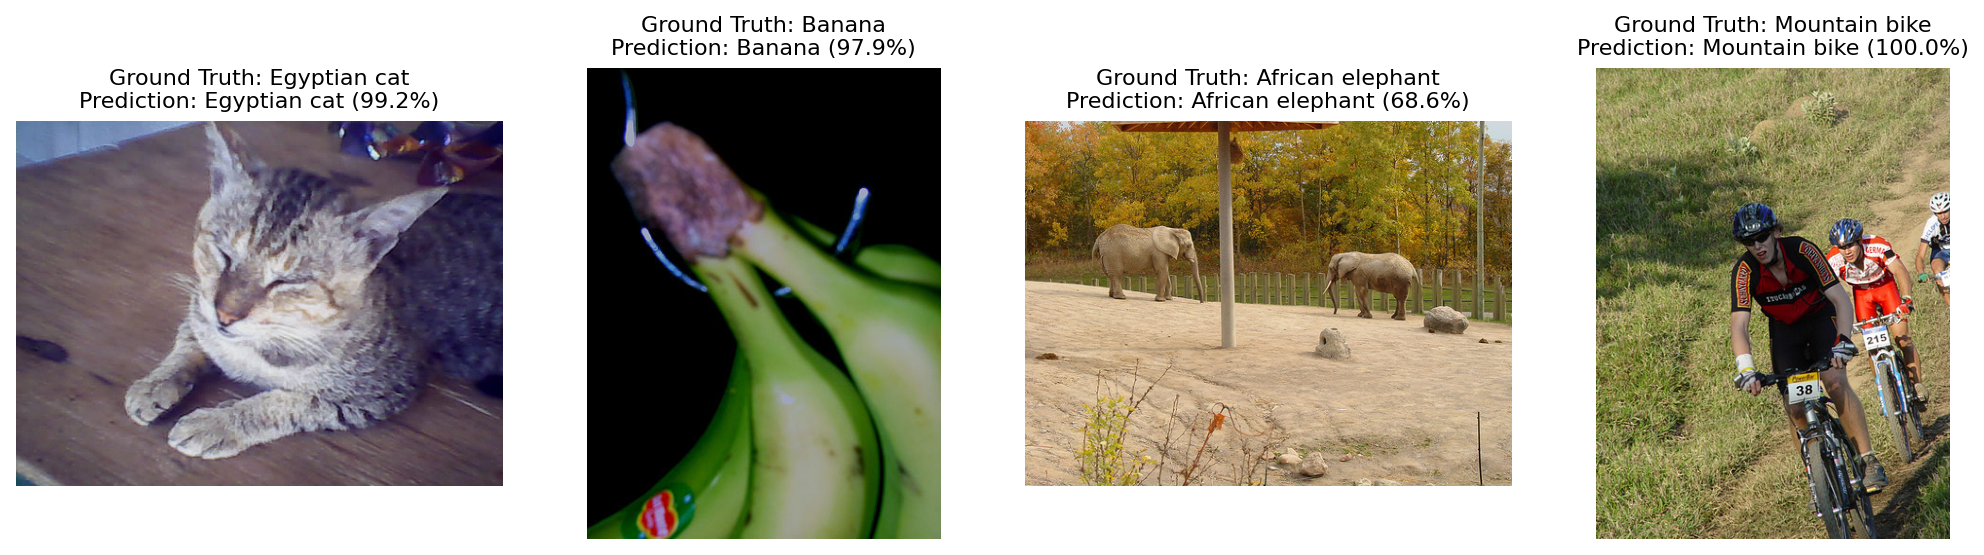 Ground Truth: Egyptian cat
Prediction: Egyptian cat (99.2%)
Ground Truth: Banana
Prediction: Banana (97.9%)
Ground Truth: African elephant
Prediction: African elephant (68.6%)
Ground Truth: Mountain bike
Prediction: Mountain bike (100.0%)
215
38